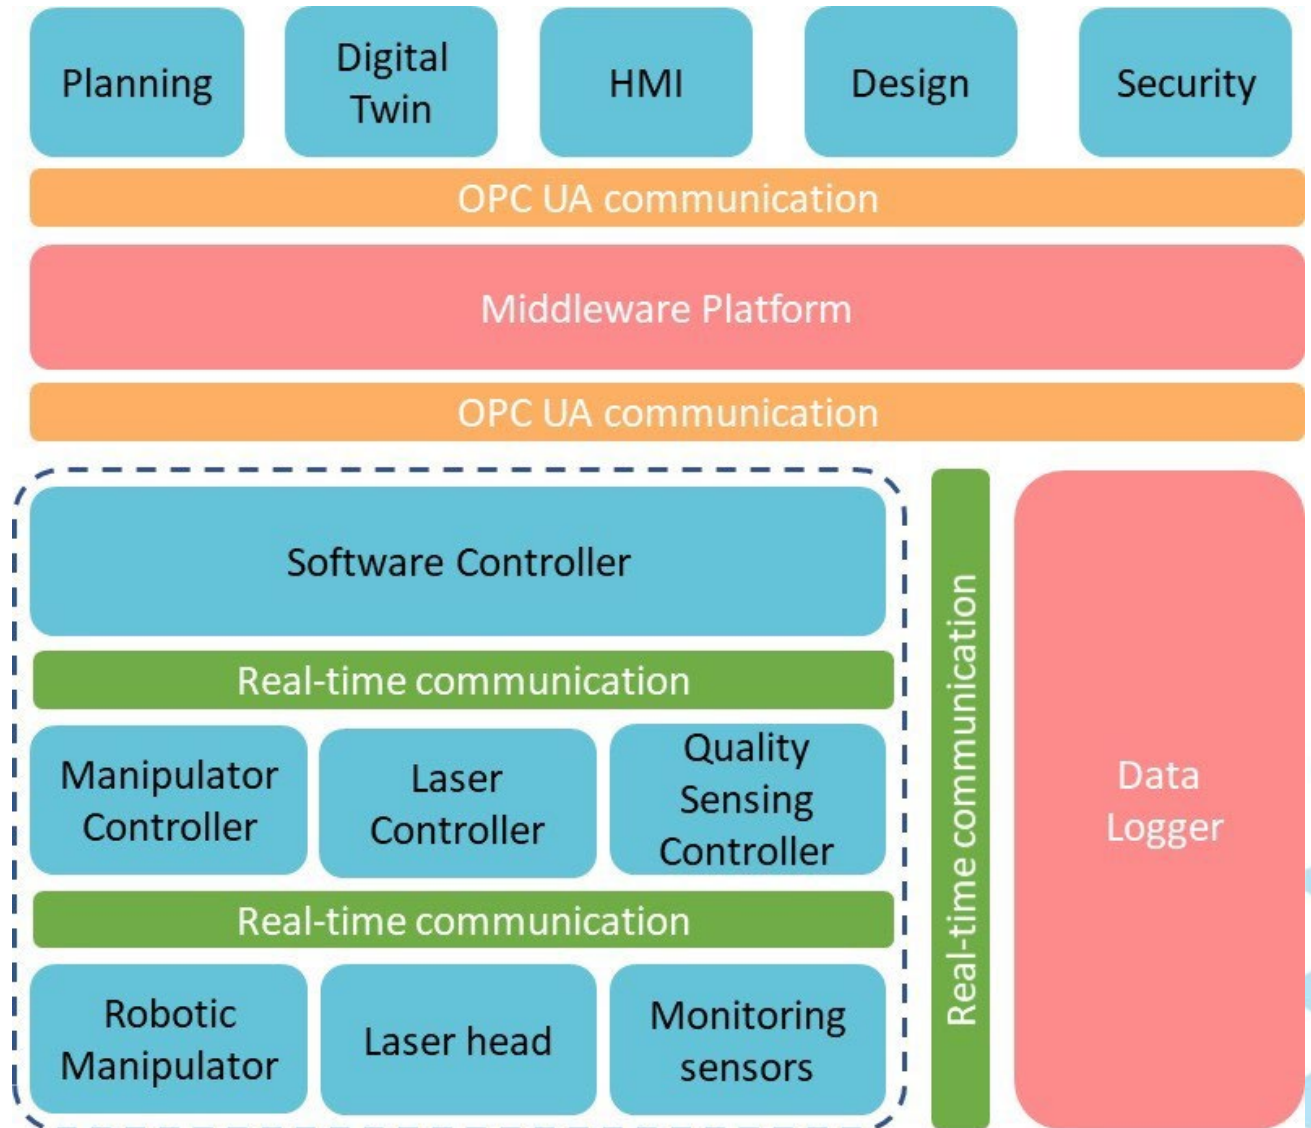 Planning
Digital
Twin
HMI
Design
Security
OPC UA communication
Middleware Platform
OPC UA communication
Software Controller
Real-time communication
Manipulator
Controller
Laser
Controller
Quality
Sensing
Controller
Real-time communication
Robotic
Manipulator
Laser head
Monitoring
sensors
Real-time communication
Data
Logger